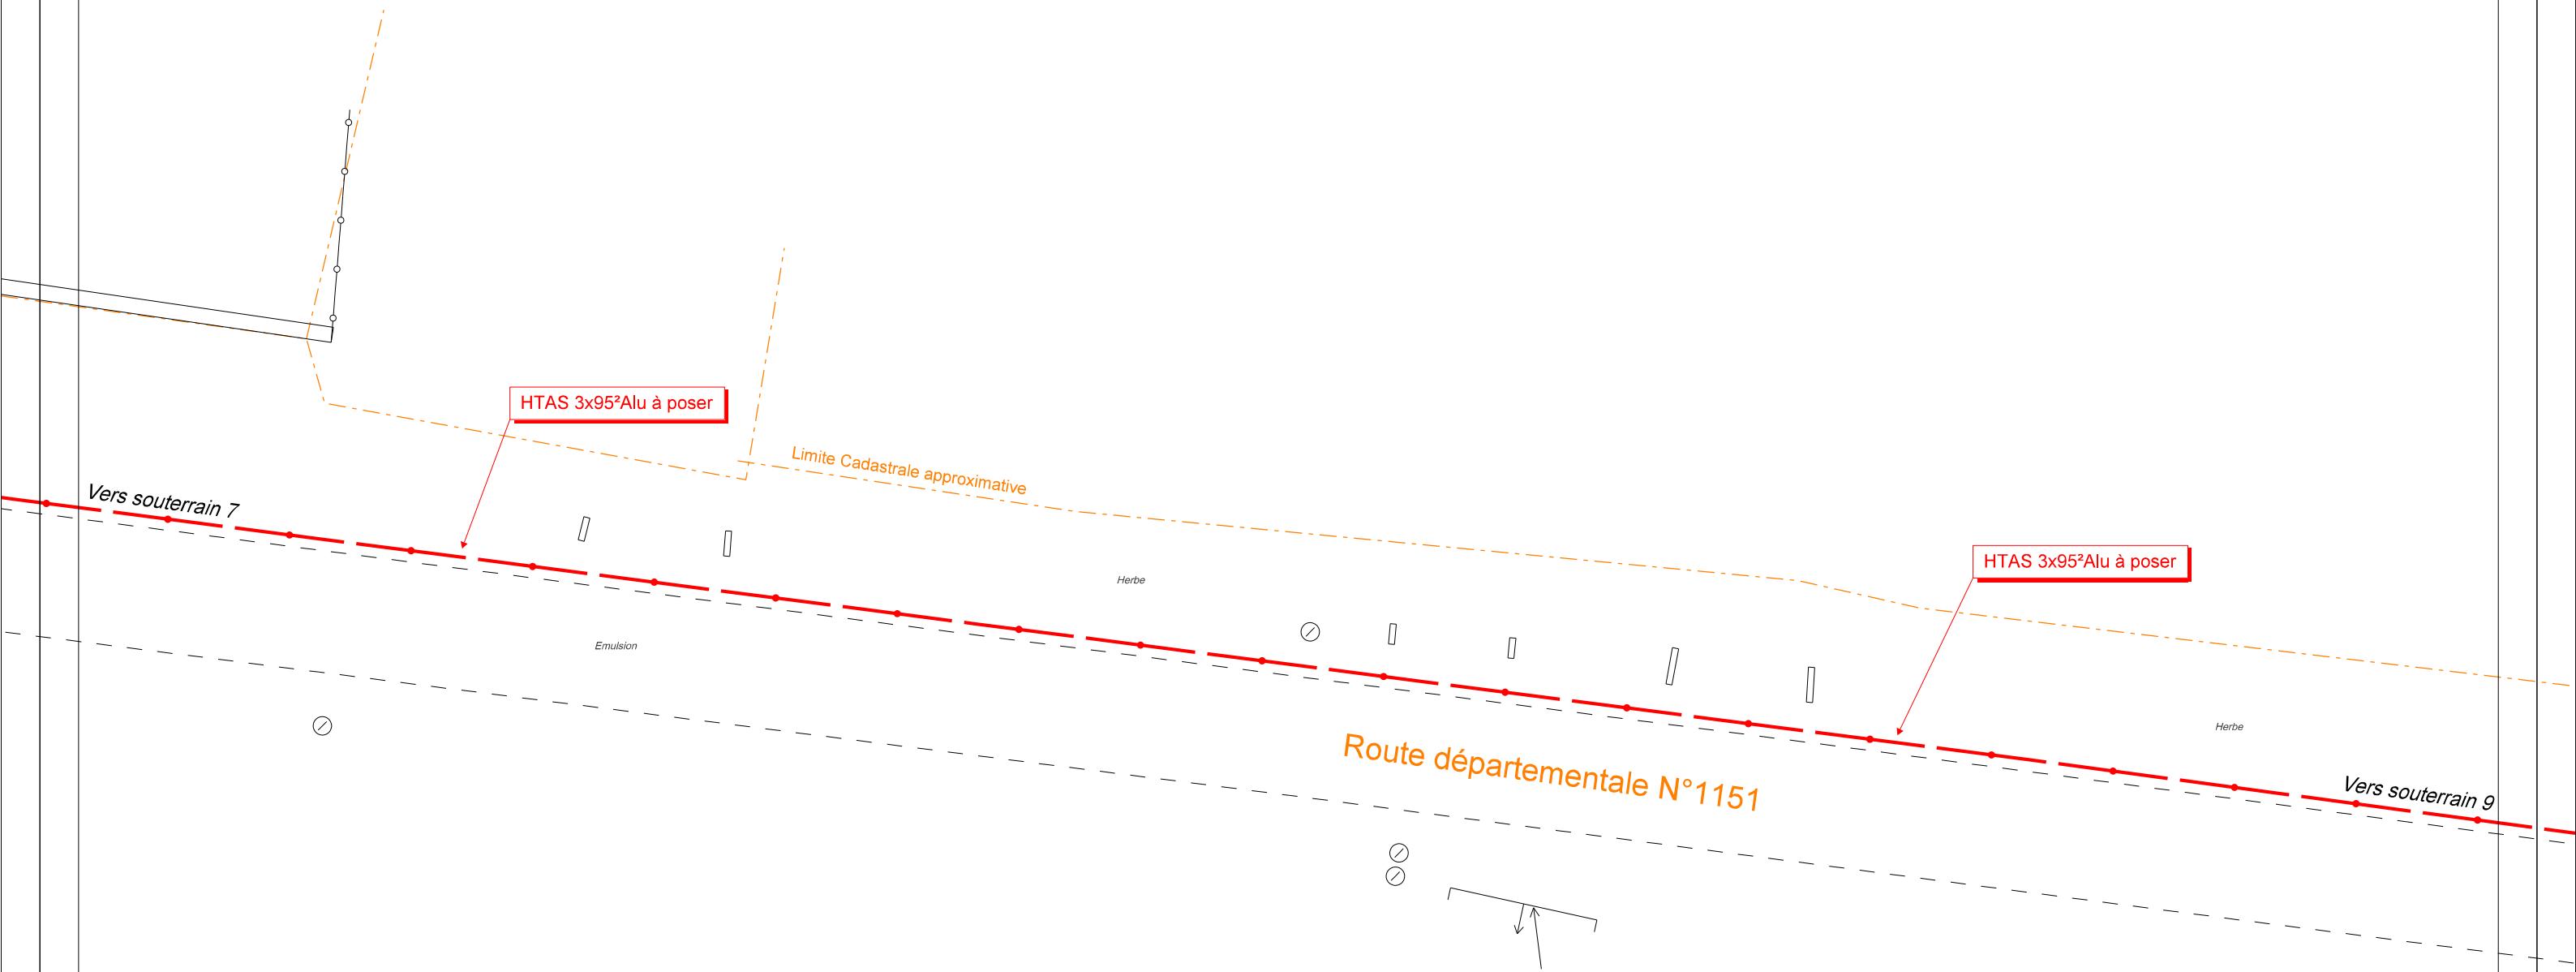 HTAS 3x95²Alu à poser
Limite Cadastrale approximative
Vers souterrain 7
HTAS 3x95²Alu à poser
Herbe
Emulsion
Herbe
Route départementale N°1151
Vers souterrain 9